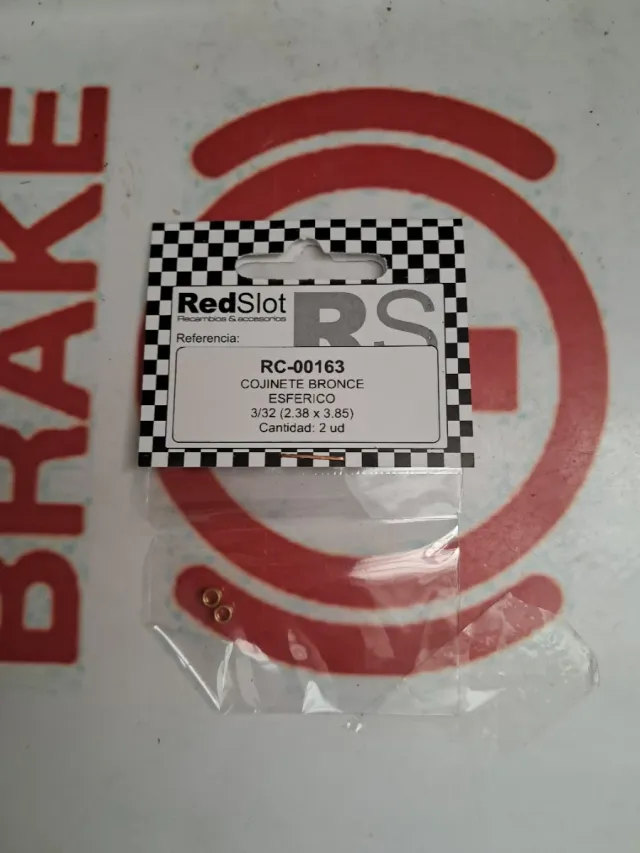 BRAKE
RedSlot
Recambios & accesorios
RS
Referencia:
RC-00163
COJINETE BRONCE
ESFERICO
3/32 (2.38 x 3.85)
Cantidad: 2 ud